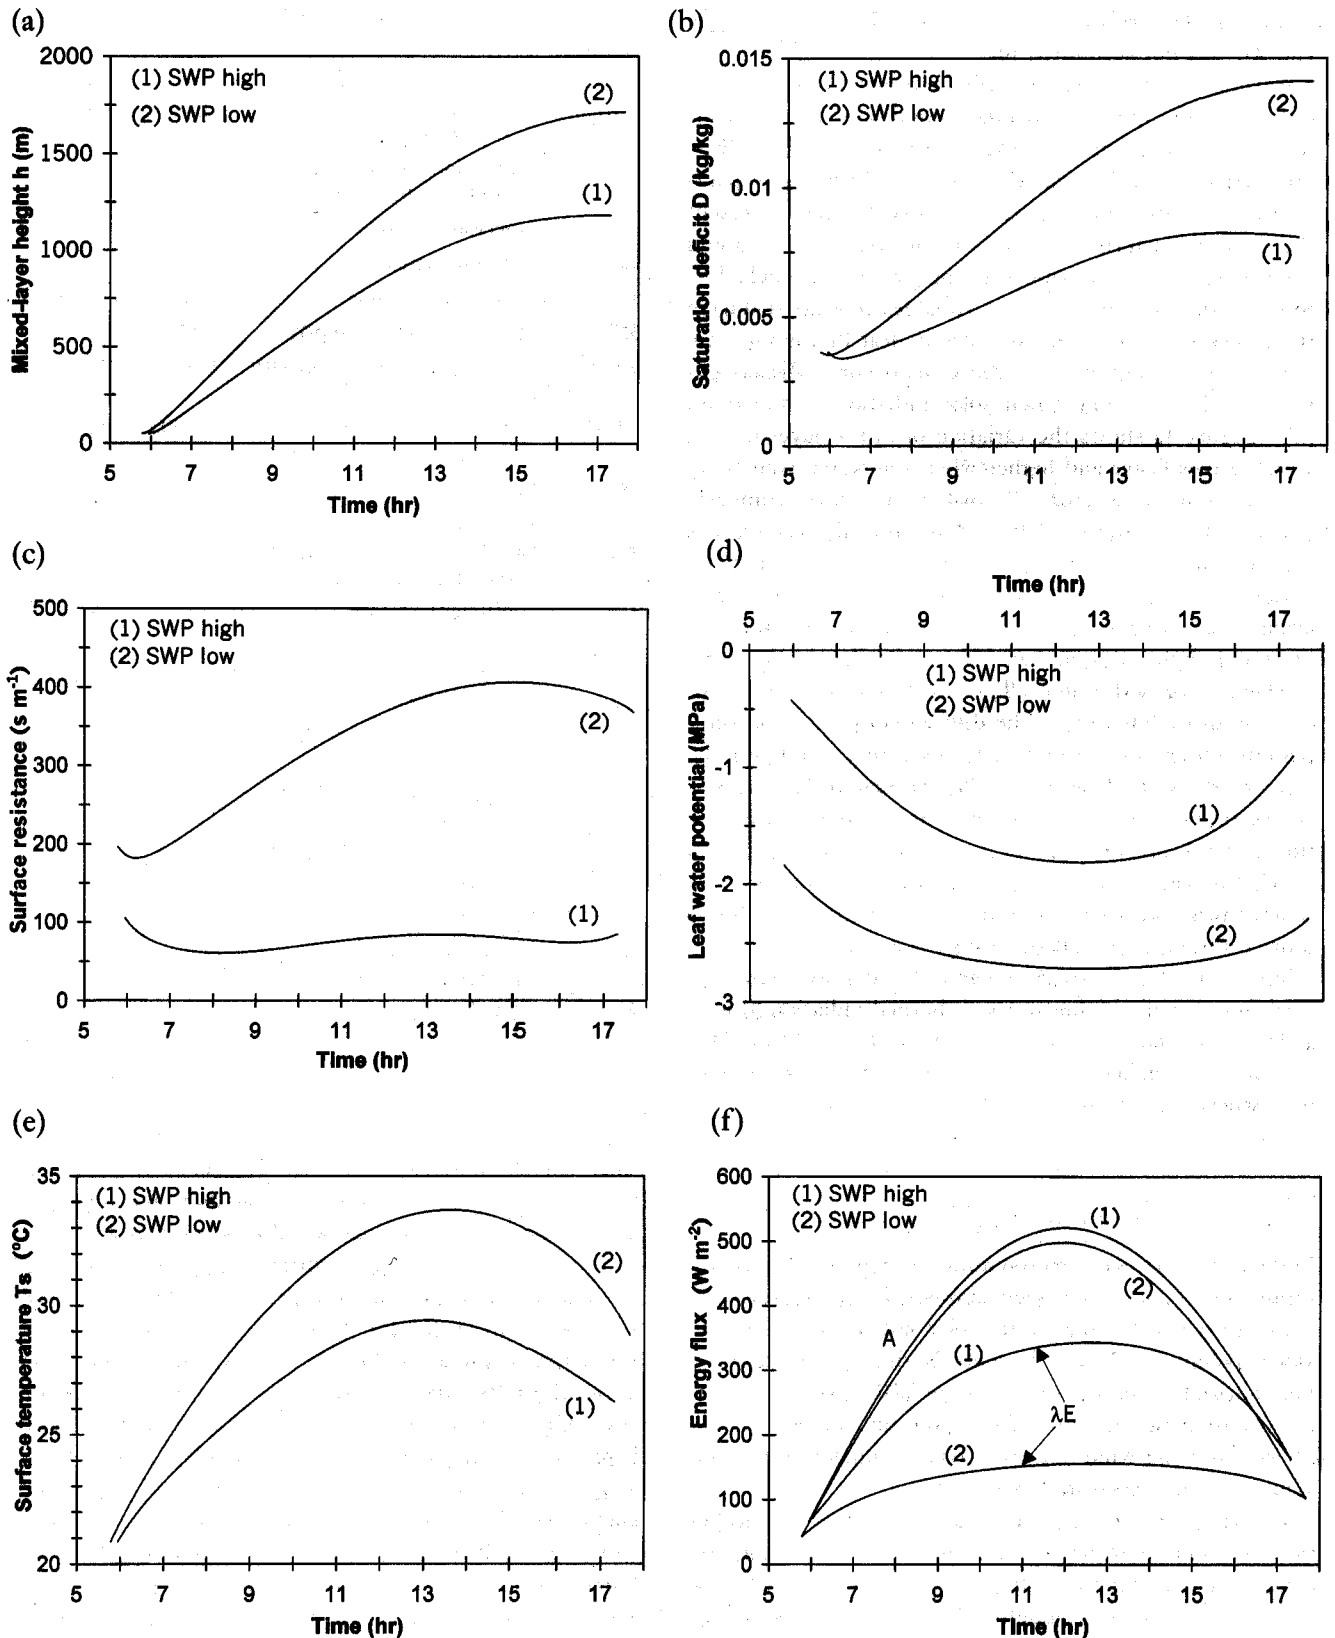 (a)
2000
1500
1000
500
0
Mixed-layer height h (m)
(1) SWP high
(2) SWP low
(2)
(1)
5 7 9 11 13 15 17
Time (hr)
(b)
0.015
0.01
0.005
0
Saturation deficit D (kg/kg)
(1) SWP high
(2) SWP low
(2)
(1)
5 7 9 11 13 15 17
(c)
500
400
300
200
100
0
Surface resistance (s m⁻¹)
(1) SWP high
(2) SWP low
(2)
(1)
5 7 9 11 13 15 17
Time (hr)
(d)
Time (hr)
5 7 9 11 13 15 17
0
-1
-2
-3
Leaf water potential (MPa)
(1) SWP high
(2) SWP low
(1)
(2)
(e)
35
30
25
20
Surface temperature Ts (ºC)
(1) SWP high
(2) SWP low
(2)
(1)
5 7 9 11 13 15 17
Time (hr)
(f)
600
500
400
300
200
100
0
Energy flux (W m⁻²)
(1) SWP high
(2) SWP low
(1)
(2)
A
(1)
λE
(2)
5 7 9 11 13 15 17
Time (hr)